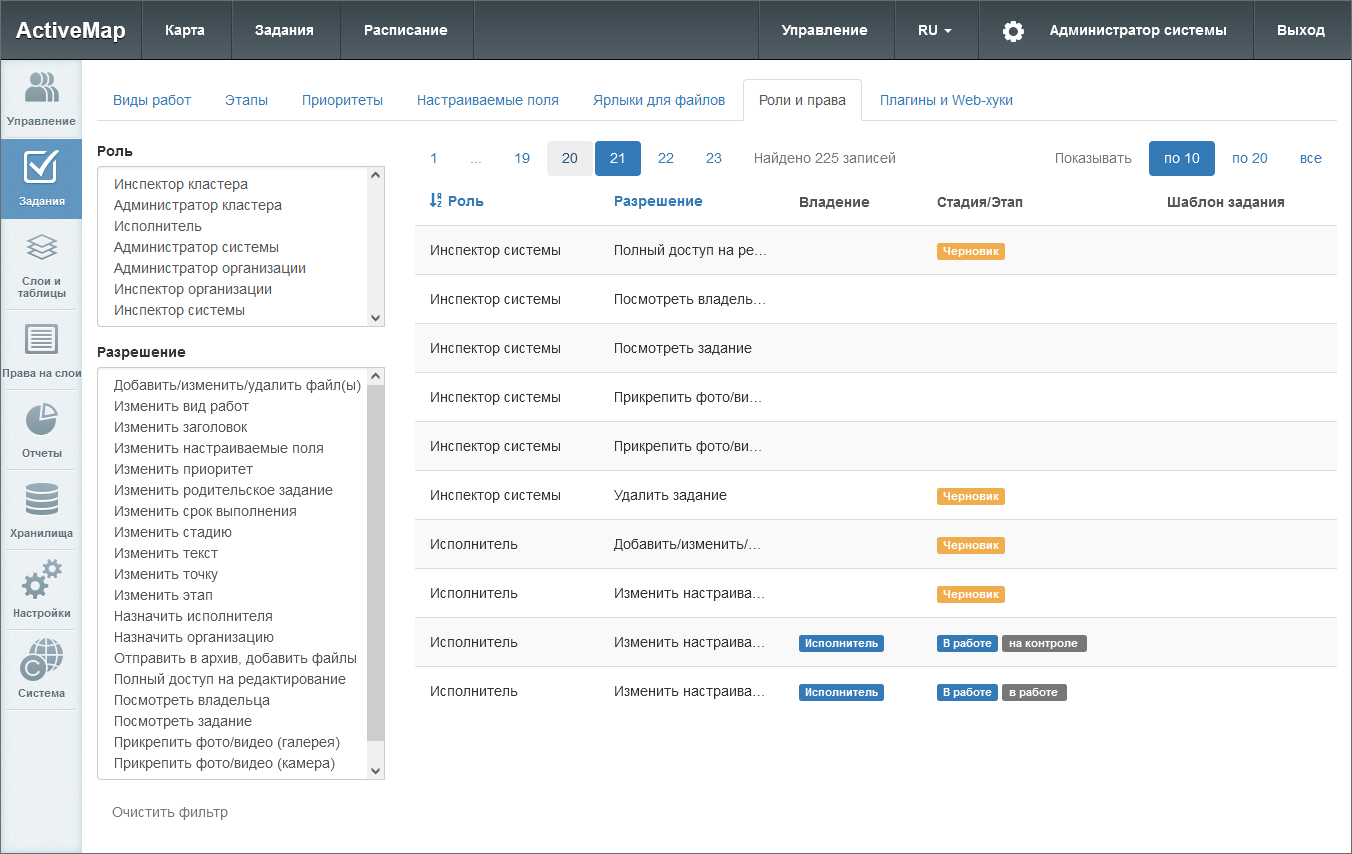 ActiveMap Карта Задания Расписание Управление RU Администратор системы Выход
Управление
Задания
Слои и
таблицы
Права на слои
Отчеты
Хранилища
Настройки
Система
Виды работ Этапы Приоритеты Настраиваемые поля Ярлыки для файлов Роли и права Плагины и Web-хуки
Роль
Инспектор кластера
Администратор кластера
Исполнитель
Администратор системы
Администратор организации
Инспектор организации
Инспектор системы
Разрешение
Добавить/изменить/удалить файл(ы)
Изменить вид работ
Изменить заголовок
Изменить настраиваемые поля
Изменить приоритет
Изменить родительское задание
Изменить срок выполнения
Изменить стадию
Изменить текст
Изменить точку
Изменить этап
Назначить исполнителя
Назначить организацию
Отправить в архив, добавить файлы
Полный доступ на редактирование
Посмотреть владельца
Посмотреть задание
Прикрепить фото/видео (галерея)
Прикрепить фото/видео (камера)
Очистить фильтр
1 ... 19 20 21 22 23 Найдено 225 записей Показывать по 10 по 20 все
Роль Разрешение Владение Стадия/Этап Шаблон задания
Инспектор системы Полный доступ на ре… Черновик
Инспектор системы Посмотреть владель…
Инспектор системы Посмотреть задание
Инспектор системы Прикрепить фото/ви…
Инспектор системы Прикрепить фото/ви…
Инспектор системы Удалить задание Черновик
Исполнитель Добавить/изменить/… Черновик
Исполнитель Изменить настраива… Черновик
Исполнитель Изменить настраива… Исполнитель В работе на контроле
Исполнитель Изменить настраива… Исполнитель В работе в работе